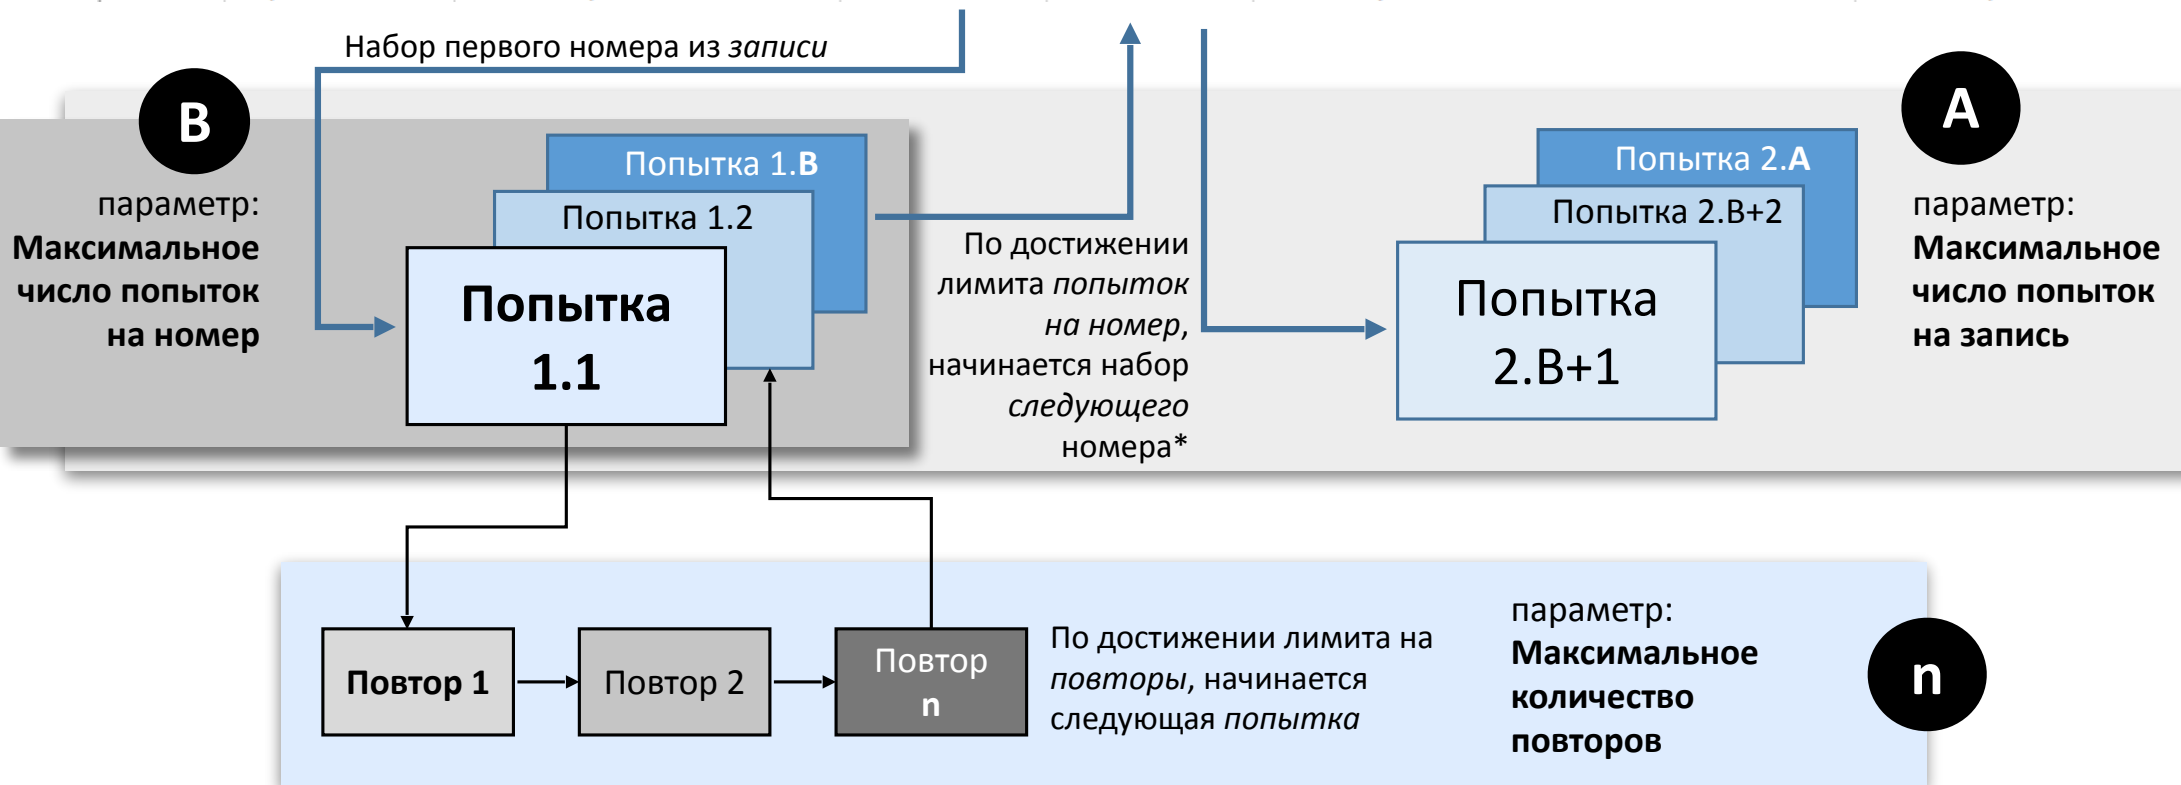 Набор первого номера из записи
B
параметр:
Максимальное
число попыток
на номер
Попытка 1.B
Попытка 1.2
Попытка
1.1
По достижении
лимита попыток
на номер,
начинается набор
следующего
номера*
Попытка 2.A
Попытка 2.B+2
Попытка
2.B+1
A
параметр:
Максимальное
число попыток
на запись
Повтор 1
Повтор 2
Повтор
n
По достижении лимита на
повторы, начинается
следующая попытка
параметр:
Максимальное
количество
повторов
n